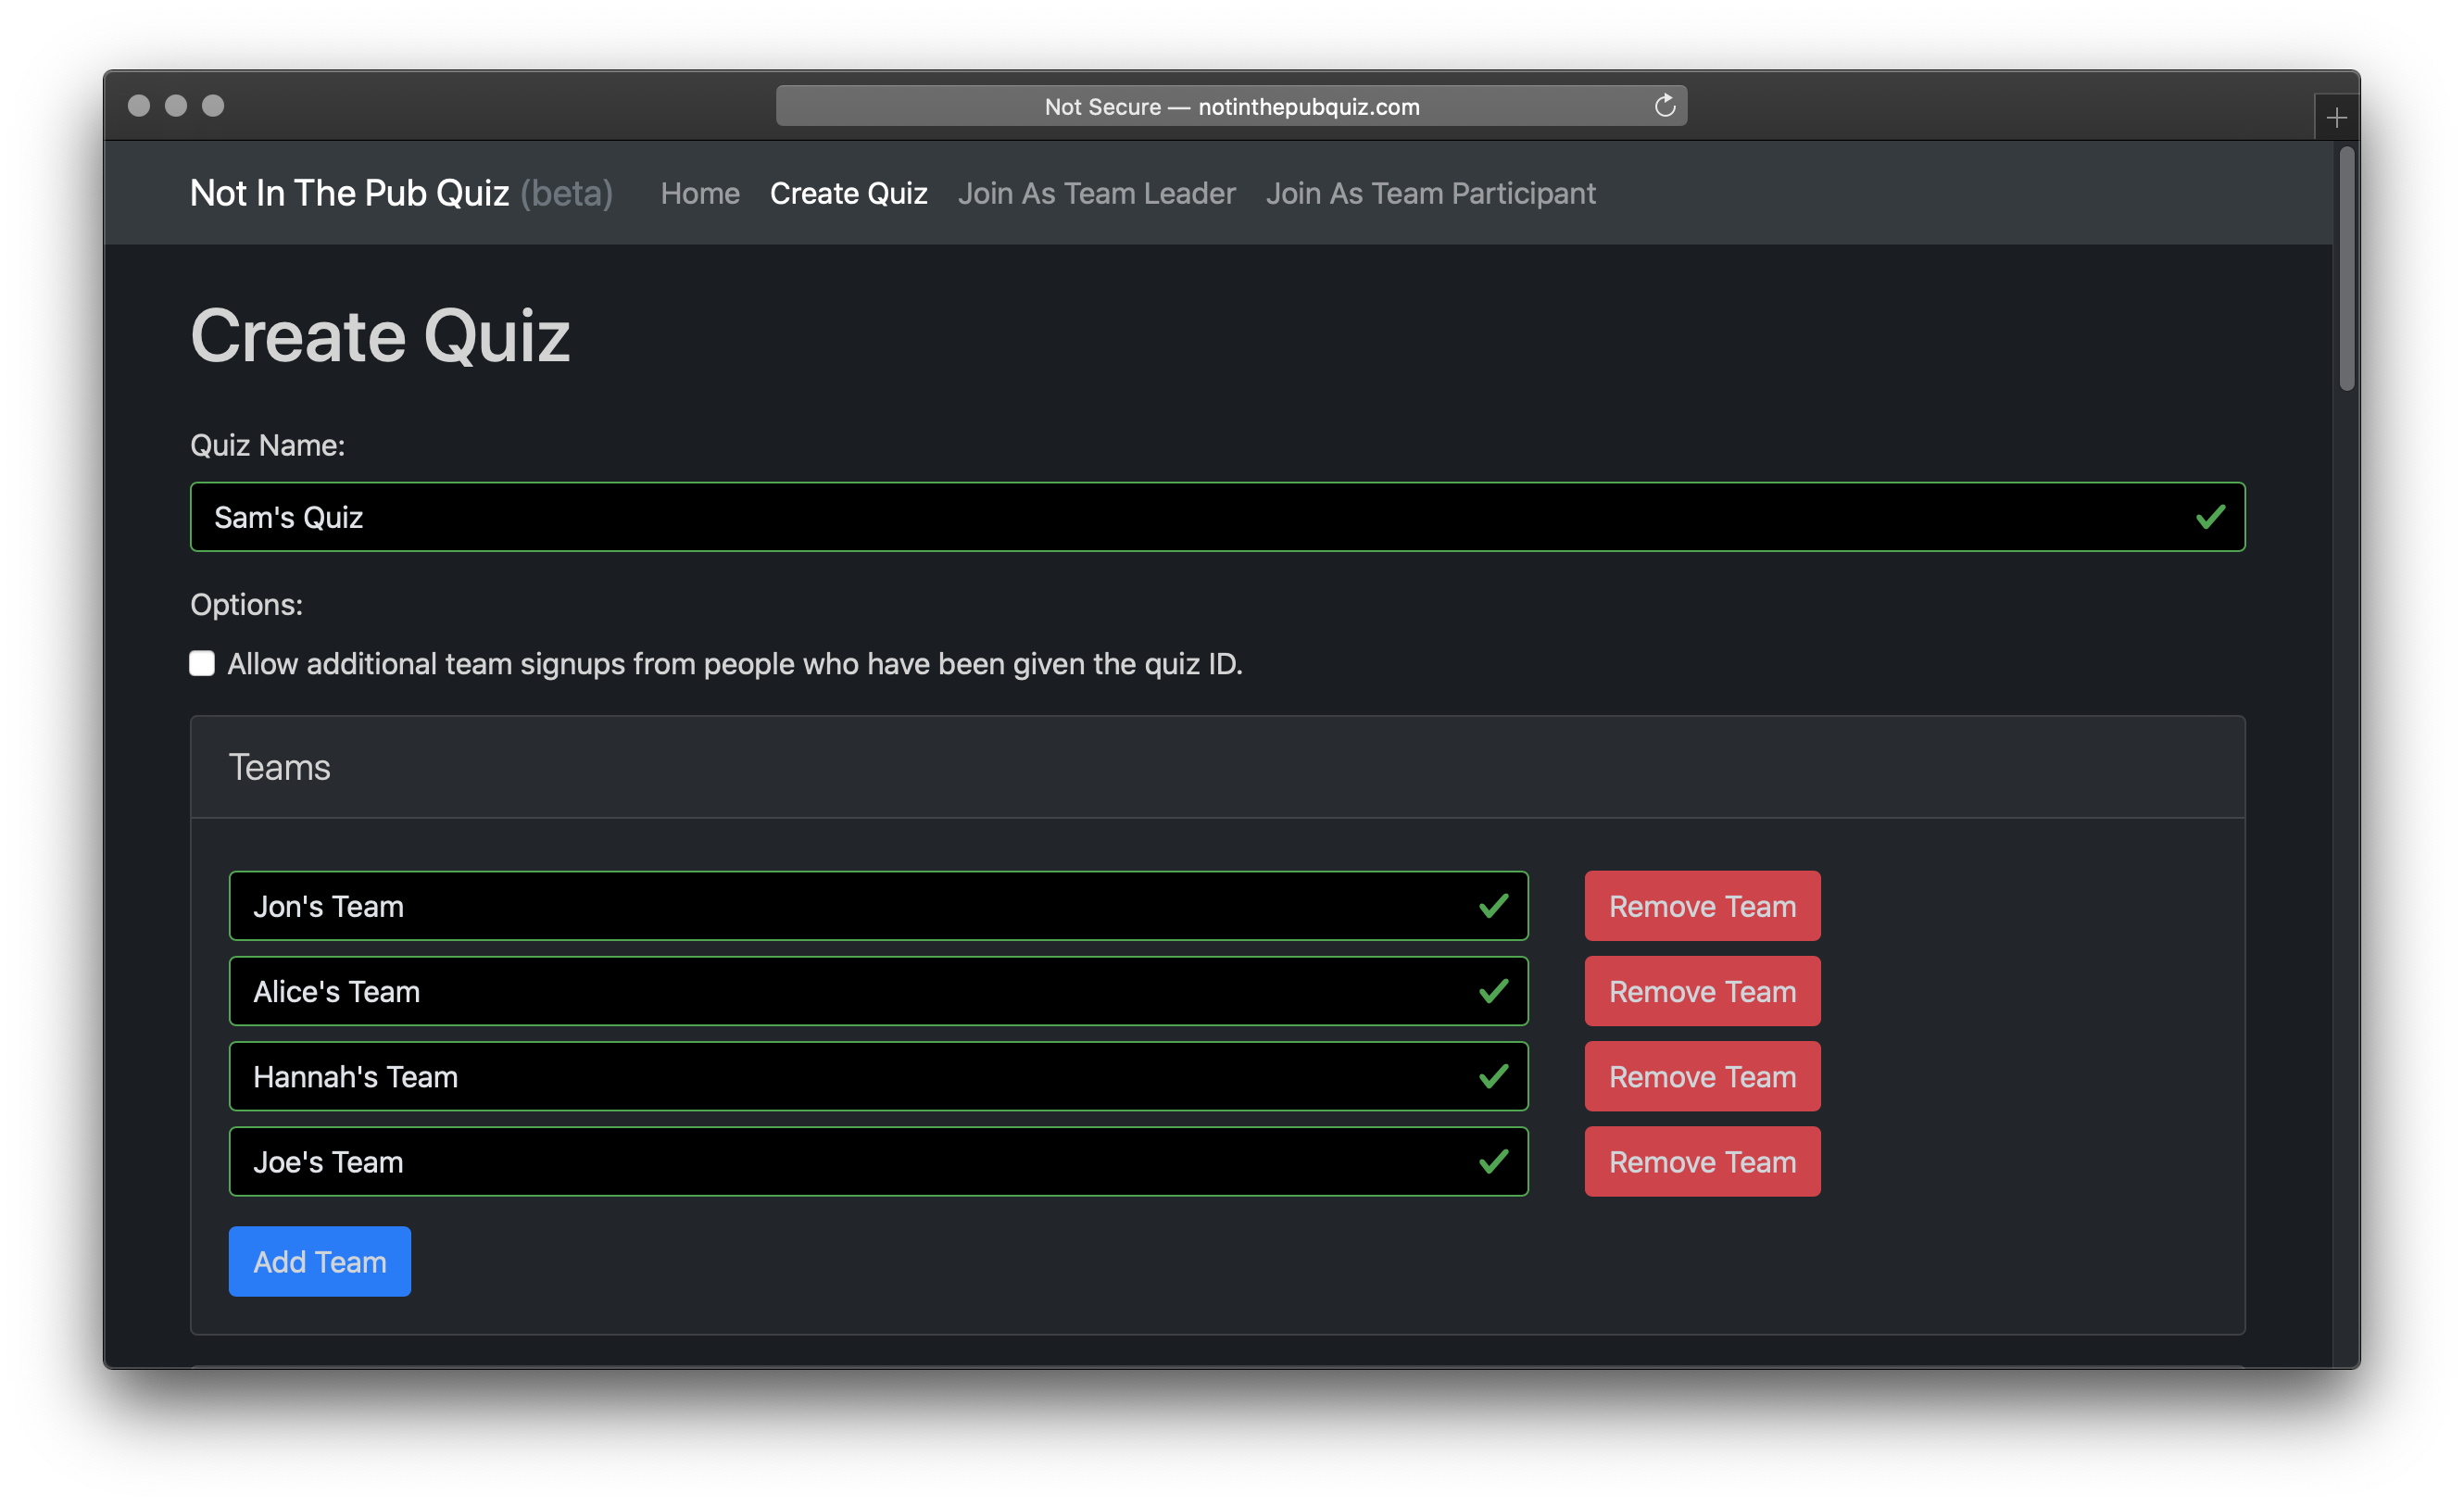 Not Secure — notinthepubquiz.com
Not In The Pub Quiz (beta) Home Create Quiz Join As Team Leader Join As Team Participant
Create Quiz
Quiz Name:
Sam's Quiz
Options:
Allow additional team signups from people who have been given the quiz ID.
Teams
Jon's Team Remove Team
Alice's Team Remove Team
Hannah's Team Remove Team
Joe's Team Remove Team
Add Team